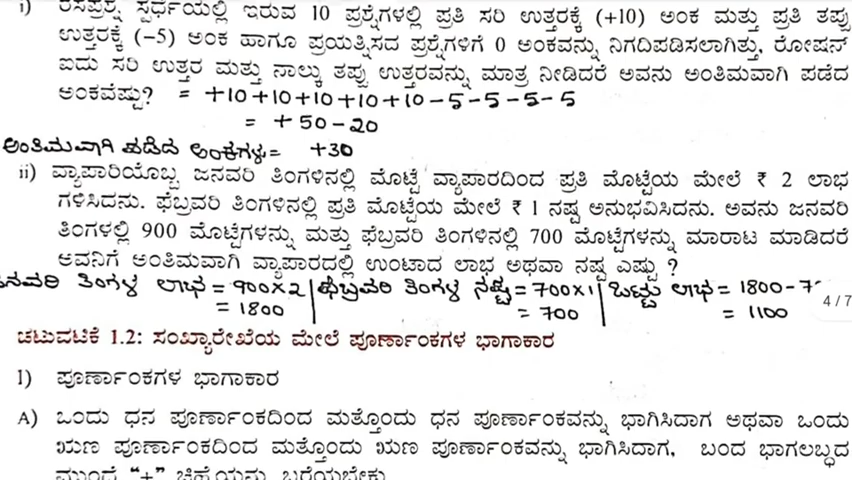 i) ರಸಪ್ರಶ್ನೆ ಸ್ಪರ್ಧೆಯಲ್ಲಿ ಇರುವ 10 ಪ್ರಶ್ನೆಗಳಲ್ಲಿ ಪ್ರತಿ ಸರಿ ಉತ್ತರಕ್ಕೆ (+10) ಅಂಕ ಮತ್ತು ಪ್ರತಿ ತಪ್ಪು
ಉತ್ತರಕ್ಕೆ (−5) ಅಂಕ ಹಾಗೂ ಪ್ರಯತ್ನಿಸದ ಪ್ರಶ್ನೆಗಳಿಗೆ 0 ಅಂಕವನ್ನು ನಿಗದಿಪಡಿಸಲಾಗಿತ್ತು, ರೋಷನ್
ಐದು ಸರಿ ಉತ್ತರ ಮತ್ತು ನಾಲ್ಕು ತಪ್ಪು ಉತ್ತರವನ್ನು ಮಾತ್ರ ನೀಡಿದರೆ ಅವನು ಅಂತಿಮವಾಗಿ ಪಡೆದ
ಅಂಕವೆಷ್ಟು? = +10+10+10+10+10−5−5−5−5
= +50−20
ಅಂತಿಮವಾಗಿ ಪಡೆದ ಅಂಕಗಳು= +30
ii) ವ್ಯಾಪಾರಿಯೊಬ್ಬ ಜನವರಿ ತಿಂಗಳಿನಲ್ಲಿ ಮೊಟ್ಟೆ ವ್ಯಾಪಾರದಿಂದ ಪ್ರತಿ ಮೊಟ್ಟೆಯ ಮೇಲೆ ₹ 2 ಲಾಭ
ಗಳಿಸಿದನು. ಫೆಬ್ರವರಿ ತಿಂಗಳಿನಲ್ಲಿ ಪ್ರತಿ ಮೊಟ್ಟೆಯ ಮೇಲೆ ₹ 1 ನಷ್ಟ ಅನುಭವಿಸಿದನು. ಅವನು ಜನವರಿ
ತಿಂಗಳಲ್ಲಿ 900 ಮೊಟ್ಟೆಗಳನ್ನು ಮತ್ತು ಫೆಬ್ರವರಿ ತಿಂಗಳಿನಲ್ಲಿ 700 ಮೊಟ್ಟೆಗಳನ್ನು ಮಾರಾಟ ಮಾಡಿದರೆ
ಅವನಿಗೆ ಅಂತಿಮವಾಗಿ ವ್ಯಾಪಾರದಲ್ಲಿ ಉಂಟಾದ ಲಾಭ ಅಥವಾ ನಷ್ಟ ಎಷ್ಟು ?
ಜನವರಿ ತಿಂಗಳ ಲಾಭ = 900×2 | ಫೆಬ್ರವರಿ ತಿಂಗಳ ನಷ್ಟ = 700×1 | ಒಟ್ಟು ಲಾಭ = 1800−7
= 1800 = 700 = 1100 4/7
ಚಟುವಟಿಕೆ 1.2: ಸಂಖ್ಯಾರೇಖೆಯ ಮೇಲೆ ಪೂರ್ಣಾಂಕಗಳ ಭಾಗಾಕಾರ
1) ಪೂರ್ಣಾಂಕಗಳ ಭಾಗಾಕಾರ
A) ಒಂದು ಧನ ಪೂರ್ಣಾಂಕದಿಂದ ಮತ್ತೊಂದು ಧನ ಪೂರ್ಣಾಂಕವನ್ನು ಭಾಗಿಸಿದಾಗ ಅಥವಾ ಒಂದು
ಋಣ ಪೂರ್ಣಾಂಕದಿಂದ ಮತ್ತೊಂದು ಋಣ ಪೂರ್ಣಾಂಕವನ್ನು ಭಾಗಿಸಿದಾಗ, ಬಂದ ಭಾಗಲಬ್ಧದ
ಮುಂದೆ "+" ಚಿಹ್ನೆಯನ್ನು ಬರೆಯಬೇಕು